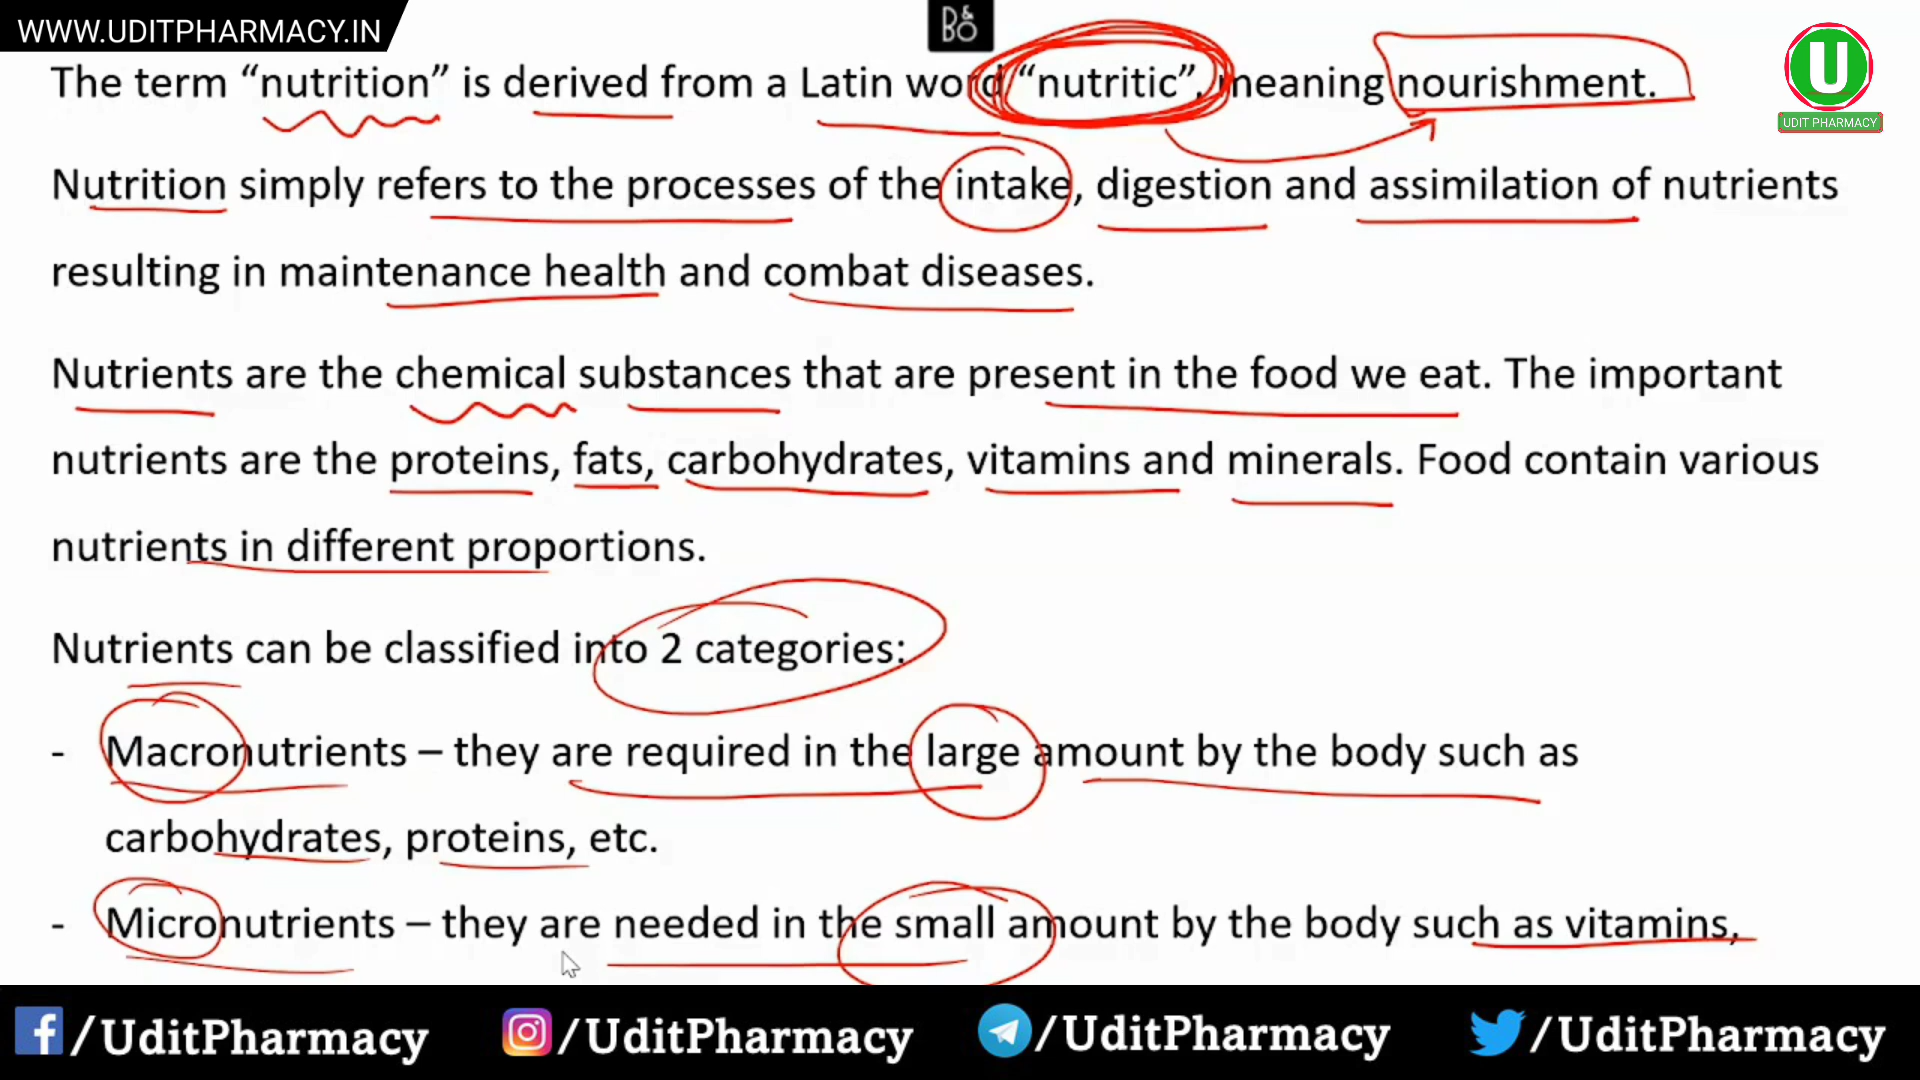 WWW.UDITPHARMACY.IN
B&O
U
UDIT PHARMACY
The term “nutrition” is derived from a Latin word “nutritic”, meaning nourishment.
Nutrition simply refers to the processes of the intake, digestion and assimilation of nutrients
resulting in maintenance health and combat diseases.
Nutrients are the chemical substances that are present in the food we eat. The important
nutrients are the proteins, fats, carbohydrates, vitamins and minerals. Food contain various
nutrients in different proportions.
Nutrients can be classified into 2 categories:
- Macronutrients – they are required in the large amount by the body such as
carbohydrates, proteins, etc.
- Micronutrients – they are needed in the small amount by the body such as vitamins,
/UditPharmacy /UditPharmacy /UditPharmacy /UditPharmacy